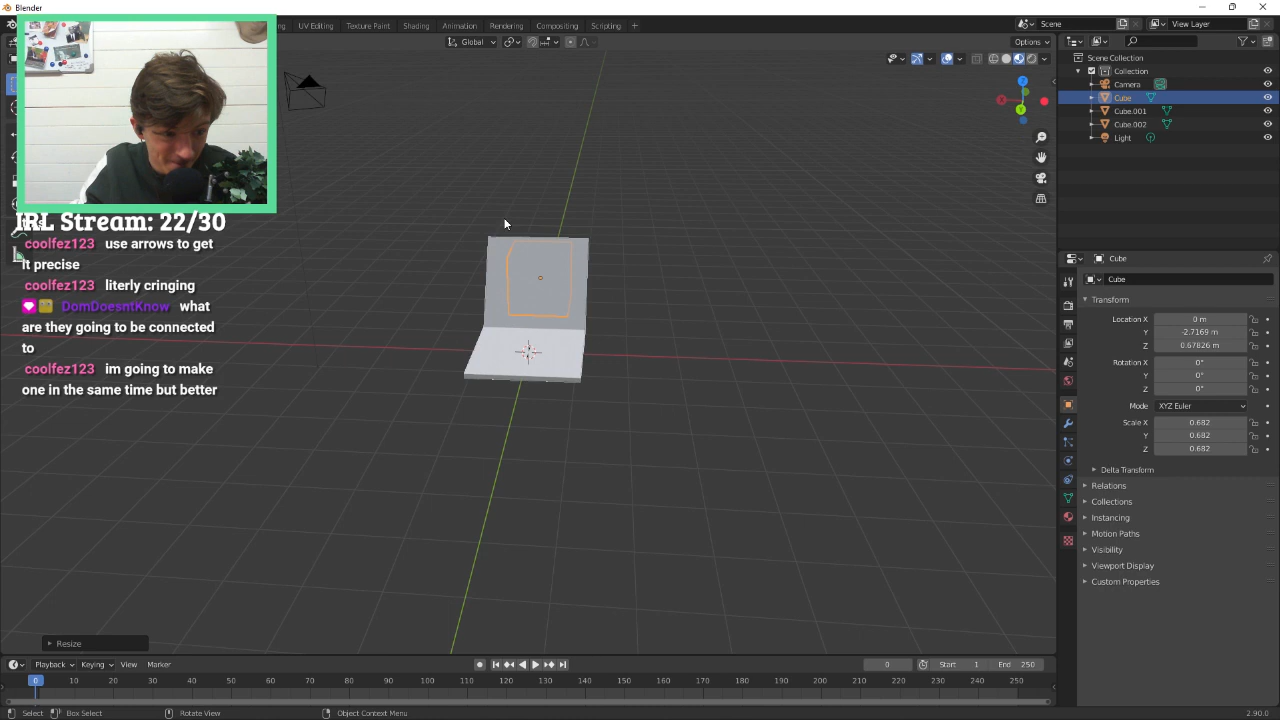 Blender
UV Editing
Texture Paint
Shading
Animation
Rendering
Compositing
Scripting
+
Scene
View Layer
Global
Options
Scene Collection
Collection
Camera
Cube
Cube.001
Cube.002
Light
X
Z
Y
IRL Stream: 22/30
coolfez123 use arrows to get
it precise
coolfez123 literly cringing
DomDoesntKnow what
are they going to be connected
to
coolfez123 im going to make
one in the same time but better
Cube
Cube
Transform
Location X 0 m
Y -2.7169 m
Z 0.67826 m
Rotation X 0°
Y 0°
Z 0°
Mode XYZ Euler
Scale X 0.682
Y 0.682
Z 0.682
Delta Transform
Relations
Collections
Instancing
Motion Paths
Visibility
Viewport Display
Custom Properties
Resize
Playback Keying View Marker
0 Start 1 End 250
0 10 20 30 40 50 60 70 80 90 100 110 120 130 140 150 160 170 180 190 200 210 220 230 240 250
Select Box Select Rotate View Object Context Menu 2.90.0